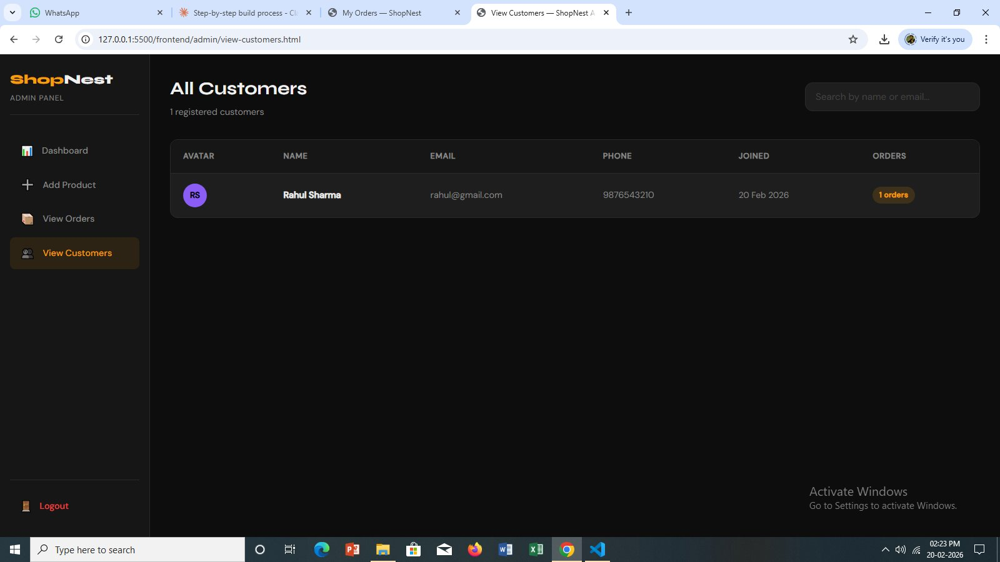 WhatsApp
Step-by-step build process - Cl
My Orders — ShopNest
View Customers — ShopNest A
127.0.0.1:5500/frontend/admin/view-customers.html
Verify it's you
ShopNest
ADMIN PANEL
Dashboard
Add Product
View Orders
View Customers
Logout
All Customers
1 registered customers
Search by name or email...
AVATAR NAME EMAIL PHONE JOINED ORDERS
RS Rahul Sharma rahul@gmail.com 9876543210 20 Feb 2026 1 orders
Activate Windows
Go to Settings to activate Windows.
Type here to search
02:23 PM
20-02-2026